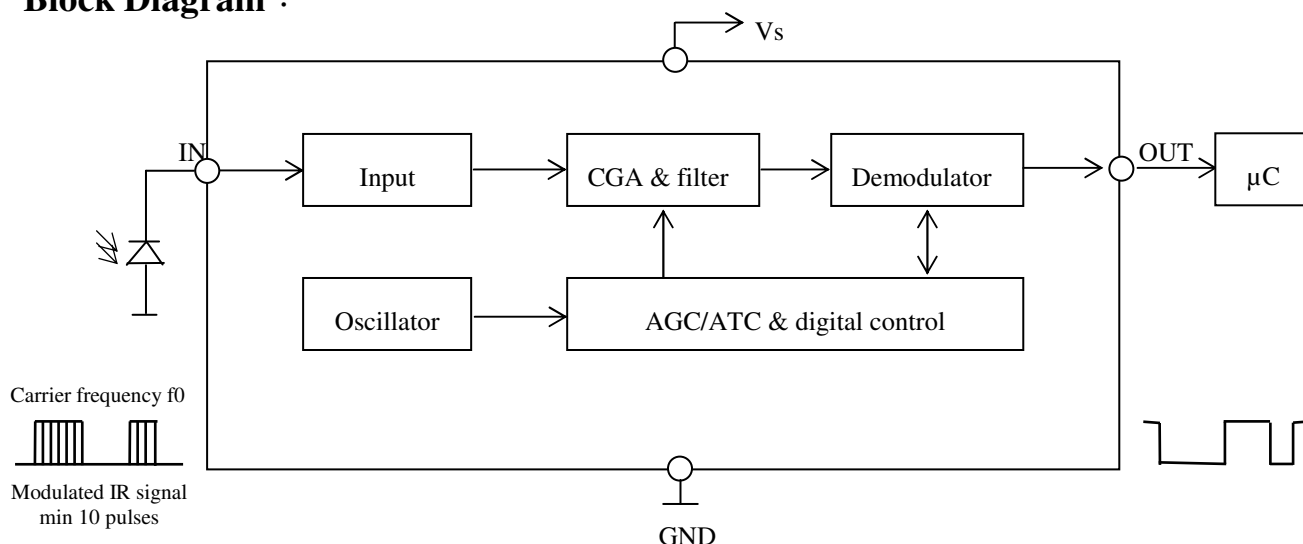 Block Diagram :
Vs
IN
Input
CGA & filter
Demodulator
OUT
µC
Oscillator
AGC/ATC & digital control
Carrier frequency f0
Modulated IR signal
min 10 pulses
GND